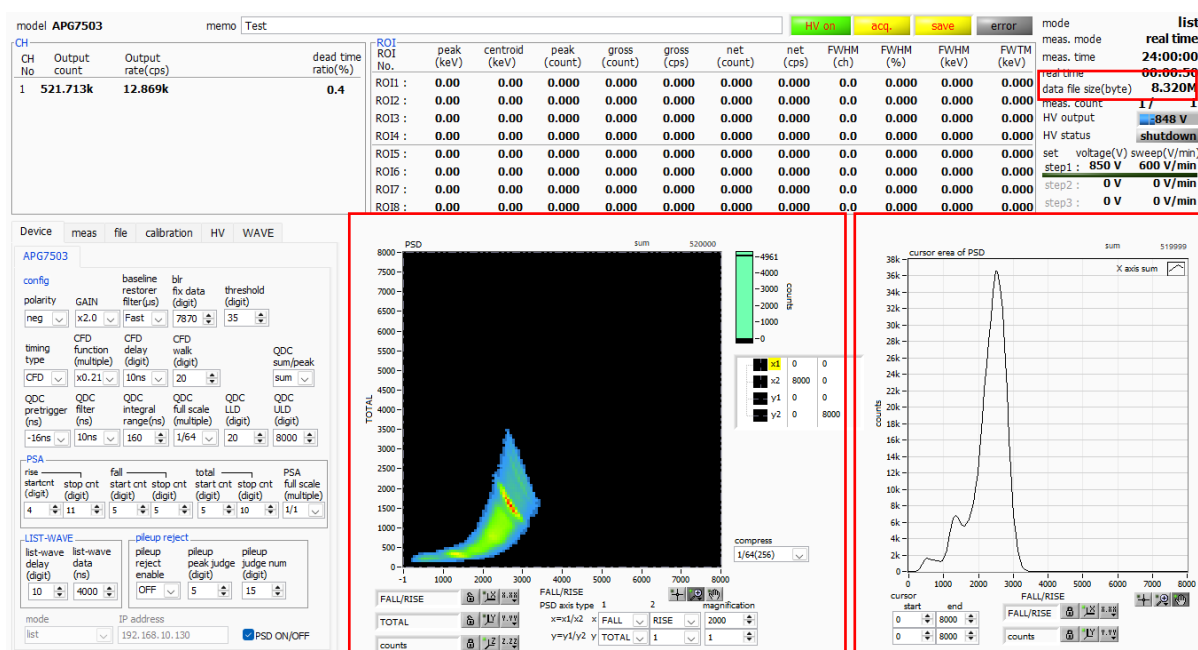 model APG7503 memo Test HV on acq. save error mode list
meas. mode real time
meas. time 24:00:00
real time 00:00:50
data file size(byte) 8.320M
meas. count 1 / 1
HV output -848 V
HV status shutdown
set voltage(V) sweep(V/min)
step1 : 850 V 600 V/min
step2 : 0 V 0 V/min
step3 : 0 V 0 V/min
CH
CH No Output count Output rate(cps) dead time ratio(%)
1 521.713k 12.869k 0.4
ROI
ROI No. peak (keV) centroid (keV) peak (count) gross (count) gross (cps) net (count) net (cps) FWHM (ch) FWHM (%) FWHM (keV) FWTM (keV)
ROI1 : 0.00 0.00 0.000 0.000 0.000 0.000 0.000 0.0 0.000 0.000 0.000
ROI2 : 0.00 0.00 0.000 0.000 0.000 0.000 0.000 0.0 0.000 0.000 0.000
ROI3 : 0.00 0.00 0.000 0.000 0.000 0.000 0.000 0.0 0.000 0.000 0.000
ROI4 : 0.00 0.00 0.000 0.000 0.000 0.000 0.000 0.0 0.000 0.000 0.000
ROI5 : 0.00 0.00 0.000 0.000 0.000 0.000 0.000 0.0 0.000 0.000 0.000
ROI6 : 0.00 0.00 0.000 0.000 0.000 0.000 0.000 0.0 0.000 0.000 0.000
ROI7 : 0.00 0.00 0.000 0.000 0.000 0.000 0.000 0.0 0.000 0.000 0.000
ROI8 : 0.00 0.00 0.000 0.000 0.000 0.000 0.000 0.0 0.000 0.000 0.000
Device meas file calibration HV WAVE
APG7503
config
polarity GAIN baseline restorer filter(μs) blr fix data (digit) threshold (digit)
neg x2.0 Fast 7870 35
timing type CFD function (multiple) CFD delay (digit) CFD walk (digit) QDC sum/peak
CFD x0.21 10ns 20 sum
QDC pretrigger (ns) QDC filter (ns) QDC integral range(ns) QDC full scale (multiple) QDC LLD (digit) QDC ULD (digit)
-16ns 10ns 160 1/64 20 8000
PSA
rise fall total PSA full scale (multiple)
startcnt (digit) stop cnt (digit) start cnt (digit) stop cnt (digit) start cnt (digit) stop cnt (digit)
4 11 5 5 5 10 1/1
LIST-WAVE
list-wave delay (digit) list-wave data (ns)
10 4000
pileup reject
pileup reject enable pileup peak judge (digit) pileup judge num (digit)
OFF 5 15
mode IP address
list 192.168.10.130 PSD ON/OFF
PSD sum 520000
TOTAL
8000
7500
7000
6500
6000
5500
5000
4500
4000
3500
3000
2500
2000
1500
1000
500
0
-1 1000 2000 3000 4000 5000 6000 7000 8000
FALL/RISE
4961
4000
3000
2000
1000
0
counts
x1 0 0
x2 8000 0
y1 0 0
y2 0 8000
compress
1/64(256)
FALL/RISE
TOTAL
counts
PSD axis type 1 2 magnification
x=x1/x2 x FALL RISE 2000
y=y1/y2 y TOTAL 1 1
cursor erea of PSD sum 519999
X axis sum
counts
38k
36k
34k
32k
30k
28k
26k
24k
22k
20k
18k
16k
14k
12k
10k
8k
6k
4k
2k
0
0 1000 2000 3000 4000 5000 6000 7000 8000
FALL/RISE
cursor
start end
0 8000
0 8000
FALL/RISE
counts